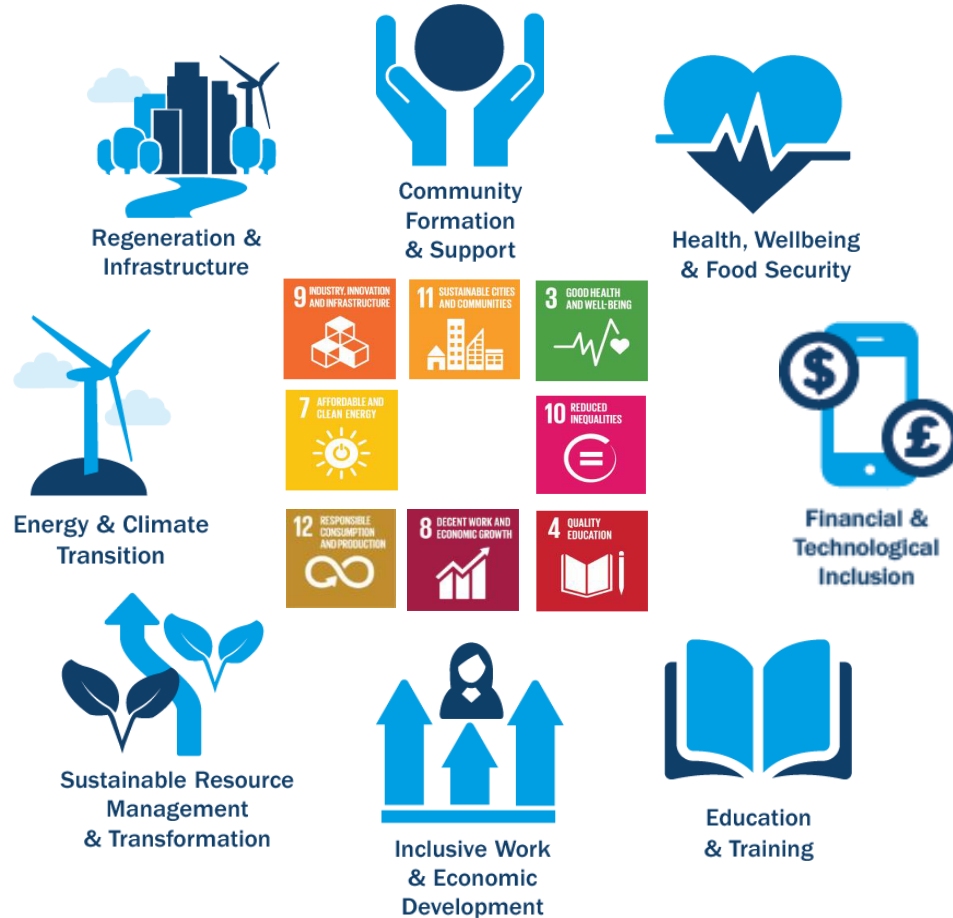 Community
Formation
& Support
Regeneration &
Infrastructure
Health, Wellbeing
& Food Security
9 INDUSTRY, INNOVATION
AND INFRASTRUCTURE
11 SUSTAINABLE CITIES
AND COMMUNITIES
3 GOOD HEALTH
AND WELL-BEING
$
£
7 AFFORDABLE AND
CLEAN ENERGY
10 REDUCED
INEQUALITIES
Energy & Climate
Transition
Financial &
Technological
Inclusion
12 RESPONSIBLE
CONSUMPTION
AND PRODUCTION
8 DECENT WORK AND
ECONOMIC GROWTH
4 QUALITY
EDUCATION
Sustainable Resource
Management
& Transformation
Inclusive Work
& Economic
Development
Education
& Training